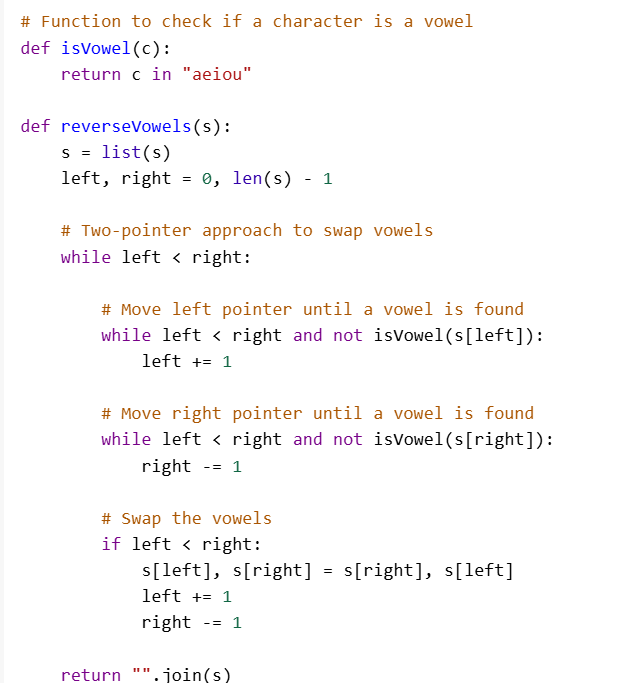 # Function to check if a character is a vowel
def isVowel(c):
    return c in "aeiou"

def reverseVowels(s):
    s = list(s)
    left, right = 0, len(s) - 1

    # Two-pointer approach to swap vowels
    while left < right:

        # Move left pointer until a vowel is found
        while left < right and not isVowel(s[left]):
            left += 1

        # Move right pointer until a vowel is found
        while left < right and not isVowel(s[right]):
            right -= 1

        # Swap the vowels
        if left < right:
            s[left], s[right] = s[right], s[left]
            left += 1
            right -= 1

    return "".join(s)